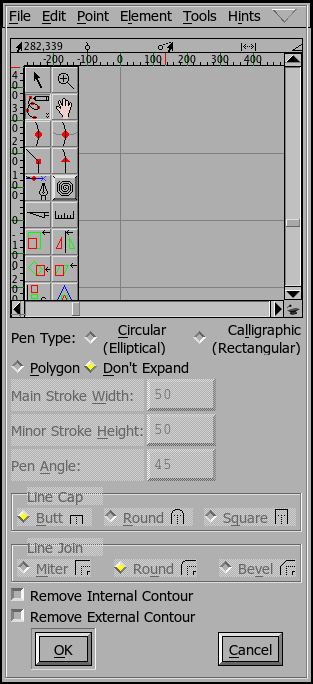 File Edit Point Element Tools Hints
282,339
-200 -100 0 100 200 300 400
Pen Type: Circular (Elliptical) Calligraphic (Rectangular)
Polygon Don't Expand
Main Stroke Width: 50
Minor Stroke Height: 50
Pen Angle: 45
Line Cap
Butt Round Square
Line Join
Miter Round Bevel
Remove Internal Contour
Remove External Contour
OK Cancel